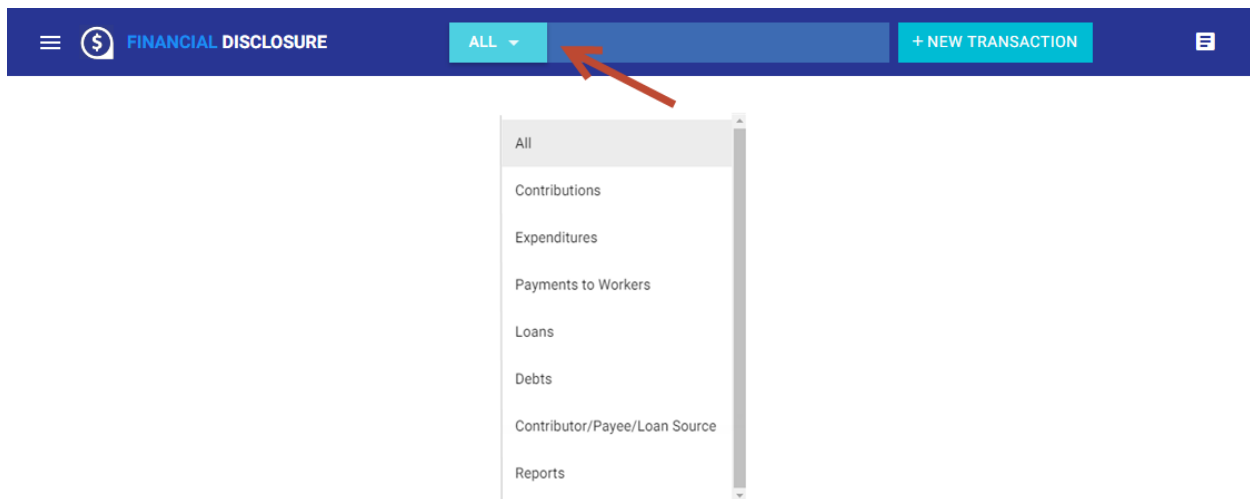 FINANCIAL DISCLOSURE
ALL
+ NEW TRANSACTION
All
Contributions
Expenditures
Payments to Workers
Loans
Debts
Contributor/Payee/Loan Source
Reports